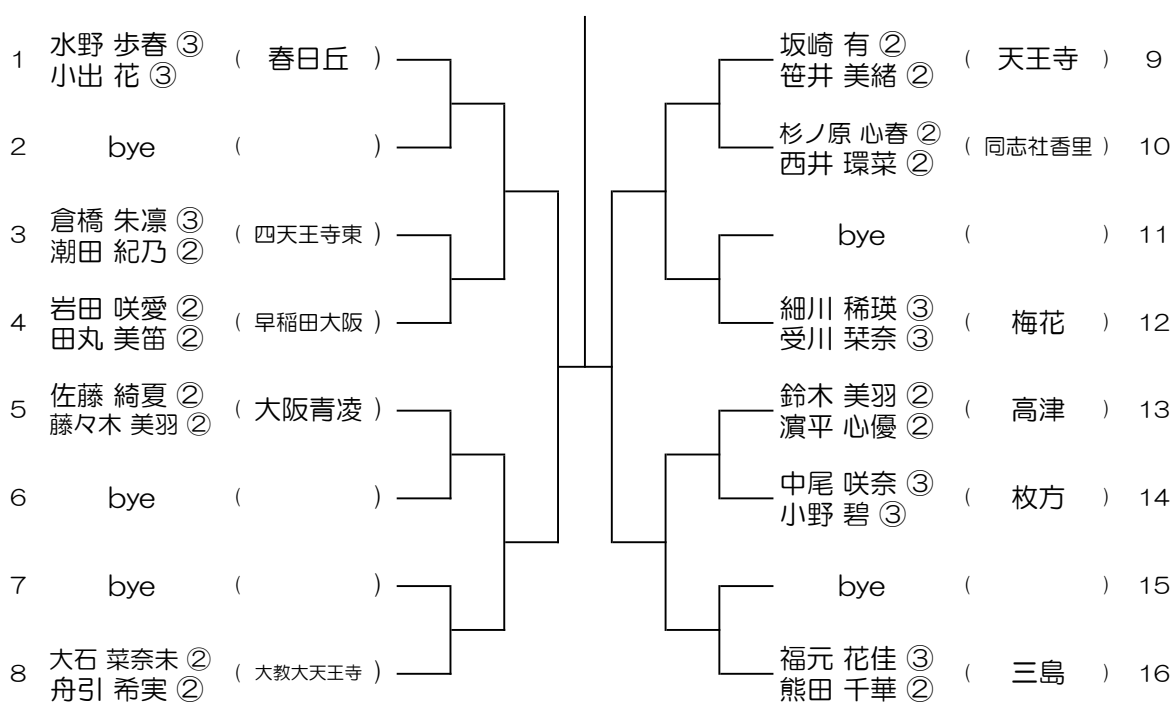 1 水野 歩春 ③
小出 花 ③
( 春日丘 )
2 bye ( )
3 倉橋 朱凛 ③
潮田 紀乃 ②
( 四天王寺東 )
4 岩田 咲愛 ②
田丸 美笛 ②
( 早稲田大阪 )
5 佐藤 綺夏 ②
藤々木 美羽 ②
( 大阪青凌 )
6 bye ( )
7 bye ( )
8 大石 菜奈未 ②
舟引 希実 ②
( 大教大天王寺 )
坂崎 有 ②
笹井 美緒 ②
( 天王寺 ) 9
杉ノ原 心春 ②
西井 環菜 ②
( 同志社香里 ) 10
bye ( ) 11
細川 稀瑛 ③
受川 栞奈 ③
( 梅花 ) 12
鈴木 美羽 ②
濵平 心優 ②
( 高津 ) 13
中尾 咲奈 ③
小野 碧 ③
( 枚方 ) 14
bye ( ) 15
福元 花佳 ③
熊田 千華 ②
( 三島 ) 16